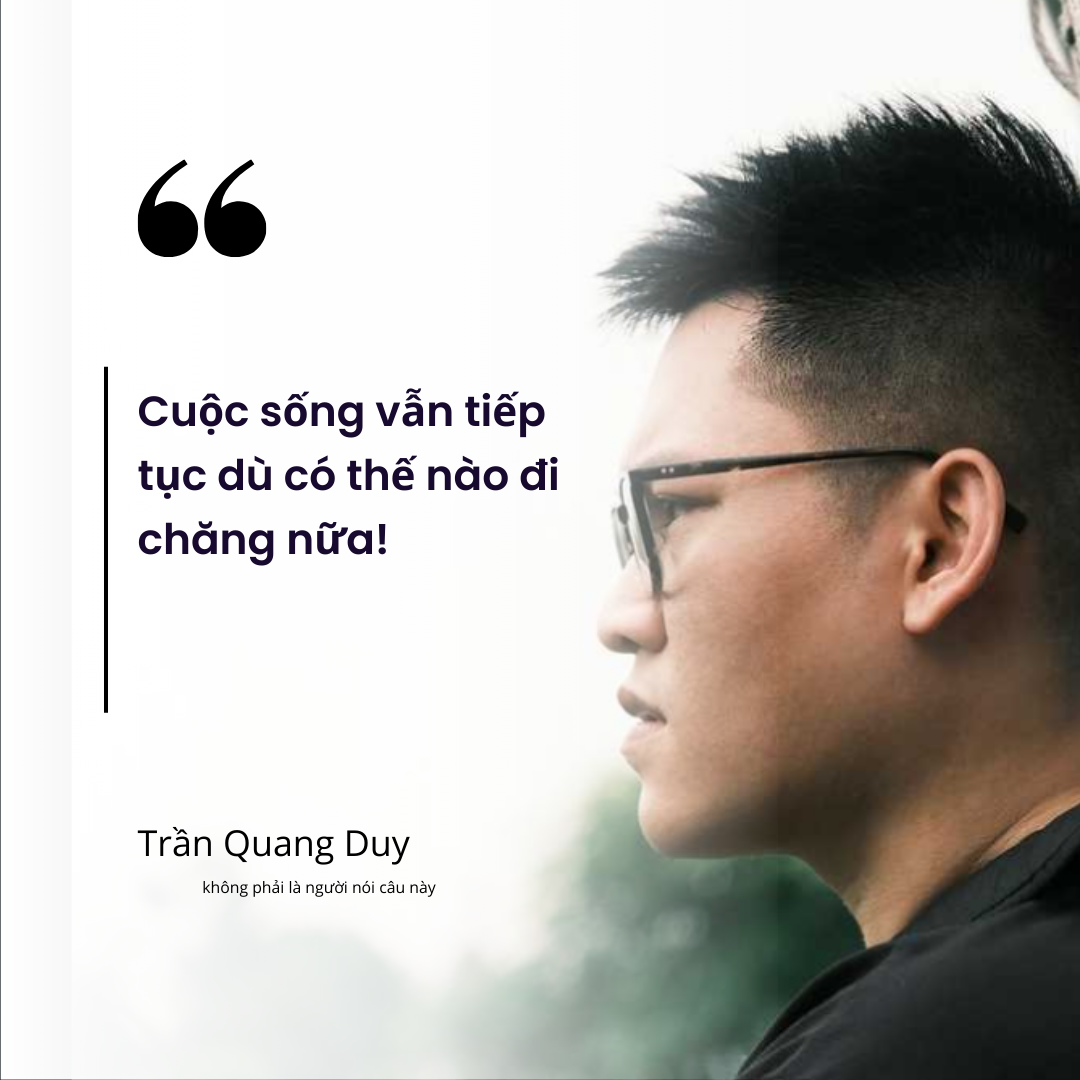 “
Cuộc sống vẫn tiếp
tục dù có thế nào đi
chăng nữa!
Trần Quang Duy
không phải là người nói câu này